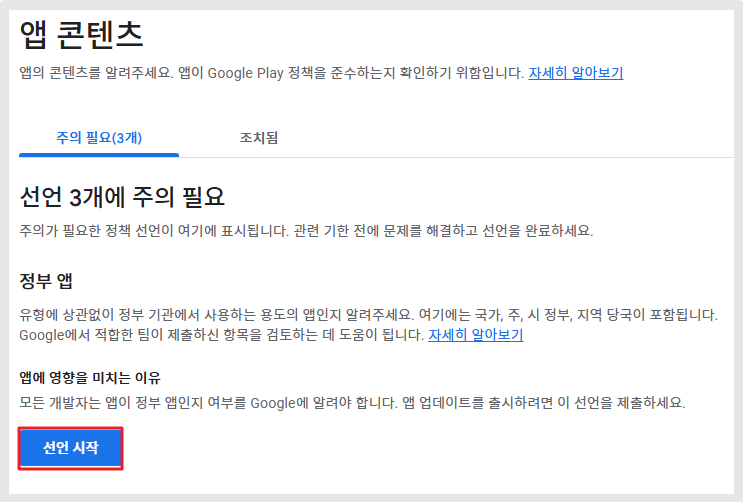 앱 콘텐츠
앱의 콘텐츠를 알려주세요. 앱이 Google Play 정책을 준수하는지 확인하기 위함입니다. 자세히 알아보기
주의 필요(3개) 조치됨
선언 3개에 주의 필요
주의가 필요한 정책 선언이 여기에 표시됩니다. 관련 기한 전에 문제를 해결하고 선언을 완료하세요.
정부 앱
유형에 상관없이 정부 기관에서 사용하는 용도의 앱인지 알려주세요. 여기에는 국가, 주, 시 정부, 지역 당국이 포함됩니다.
Google에서 적합한 팀이 제출하신 항목을 검토하는 데 도움이 됩니다. 자세히 알아보기
앱에 영향을 미치는 이유
모든 개발자는 앱이 정부 앱인지 여부를 Google에 알려야 합니다. 앱 업데이트를 출시하려면 이 선언을 제출하세요.
선언 시작